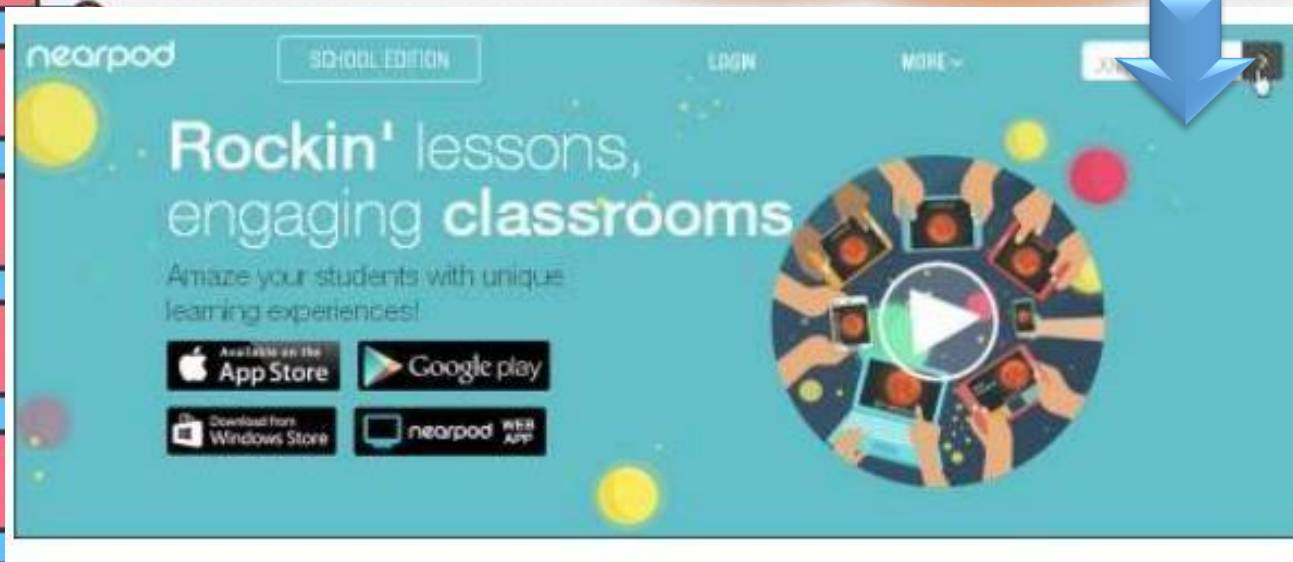 nearpod
SCHOOL EDITION
LOGIN
MORE
Rockin' lessons,
engaging classrooms
Amaze your students with unique
learning experiences!
Available on the
App Store
Google play
Download from
Windows Store
nearpod WEB APP